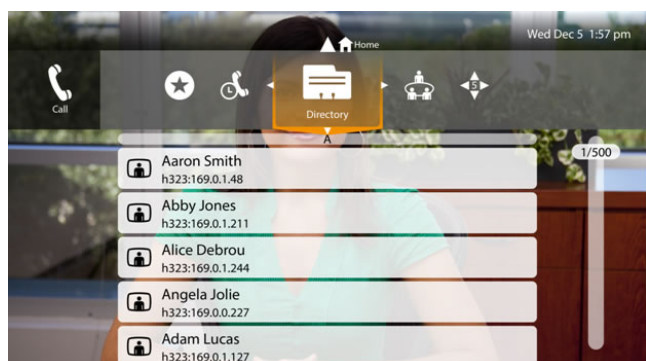 Wed Dec 5 1:57 pm
Home
Call
5
Directory
A
1/500
Aaron Smith
h323:169.0.1.48
Abby Jones
h323:169.0.1.211
Alice Debrou
h323:169.0.1.244
Angela Jolie
h323:169.0.0.227
Adam Lucas
h323:169.0.1.127